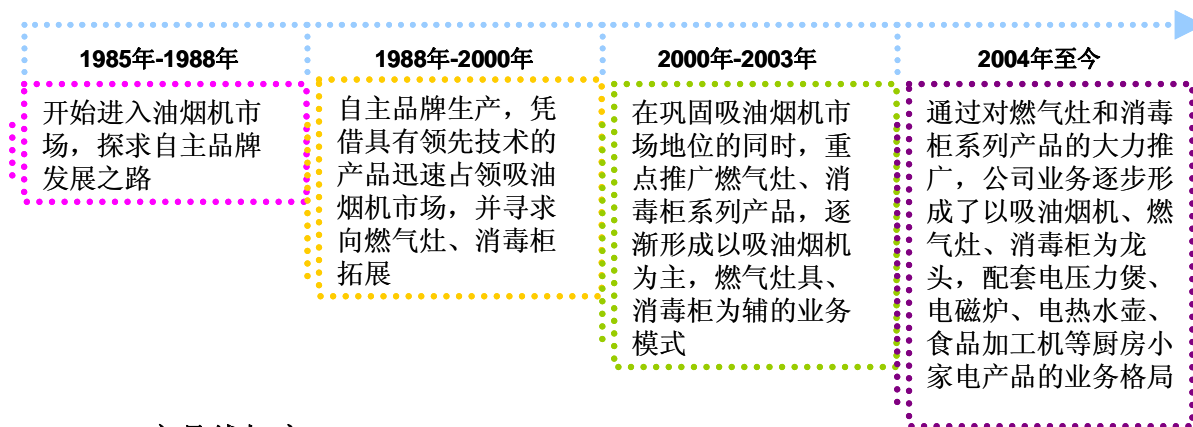 1985年-1988年
开始进入油烟机市
场，探求自主品牌
发展之路
1988年-2000年
自主品牌生产，凭
借具有领先技术的
产品迅速占领吸油
烟机市场，并寻求
向燃气灶、消毒柜
拓展
2000年-2003年
在巩固吸油烟机市
场地位的同时，重
点推广燃气灶、消
毒柜系列产品，逐
渐形成以吸油烟机
为主，燃气灶具、
消毒柜为辅的业务
模式
2004年至今
通过对燃气灶和消毒
柜系列产品的大力推
广，公司业务逐步形
成了以吸油烟机、燃
气灶、消毒柜为龙
头，配套电压力煲、
电磁炉、电热水壶、
食品加工机等厨房小
家电产品的业务格局